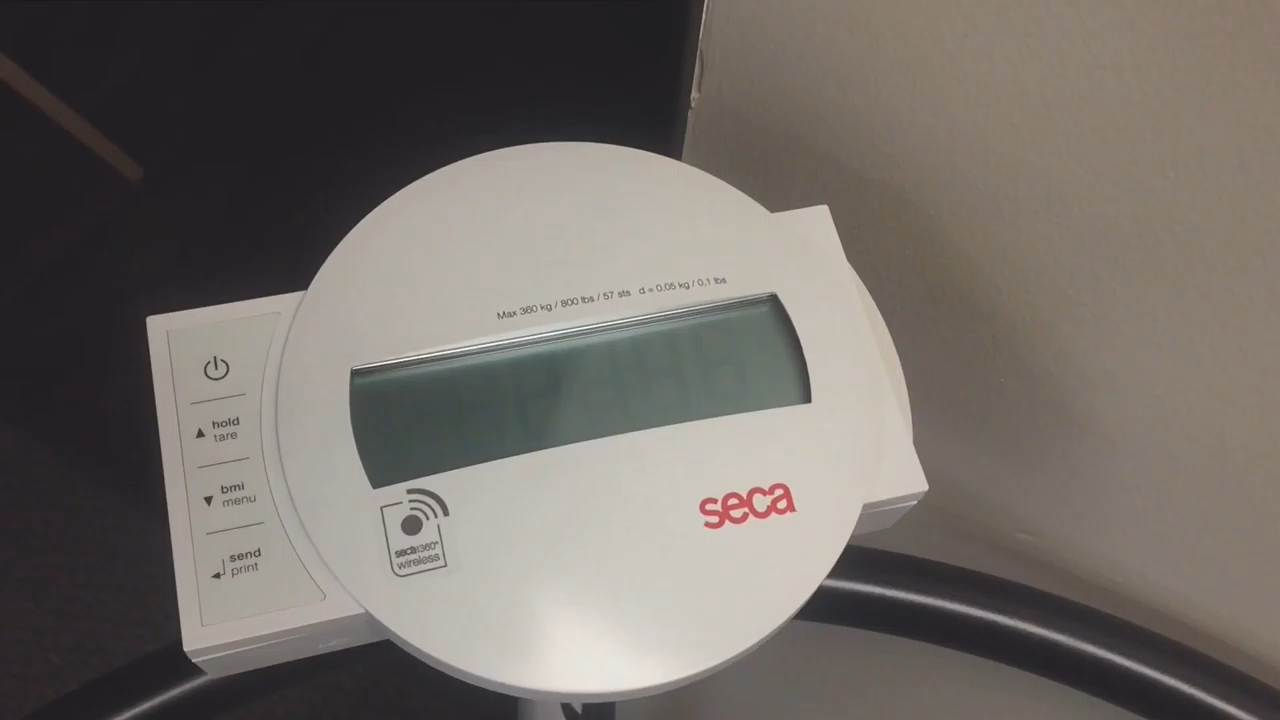 Max 360 kg / 800 lbs / 57 sts d = 0,05 kg / 0,1 lbs
hold
tare
bmi
menu
send
print
seca 360°
wireless
seca